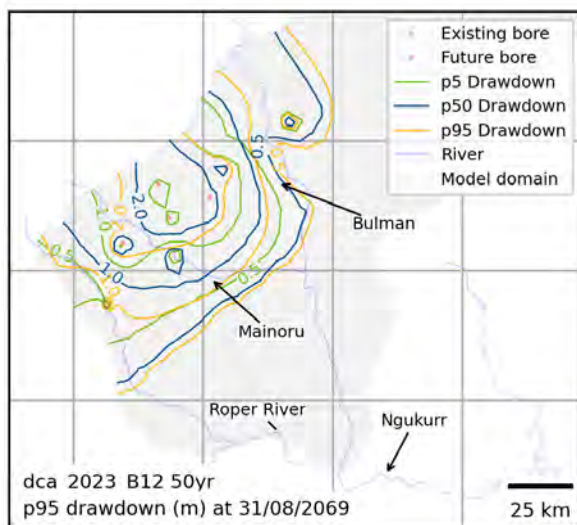 Existing bore
Future bore
p5 Drawdown
p50 Drawdown
p95 Drawdown
River
Model domain
0.5
2.0
1.0
Bulman
0.5
1.0
0.5
Mainoru
Roper River
Ngukurr
dca 2023 B12 50yr
p95 drawdown (m) at 31/08/2069
25 km